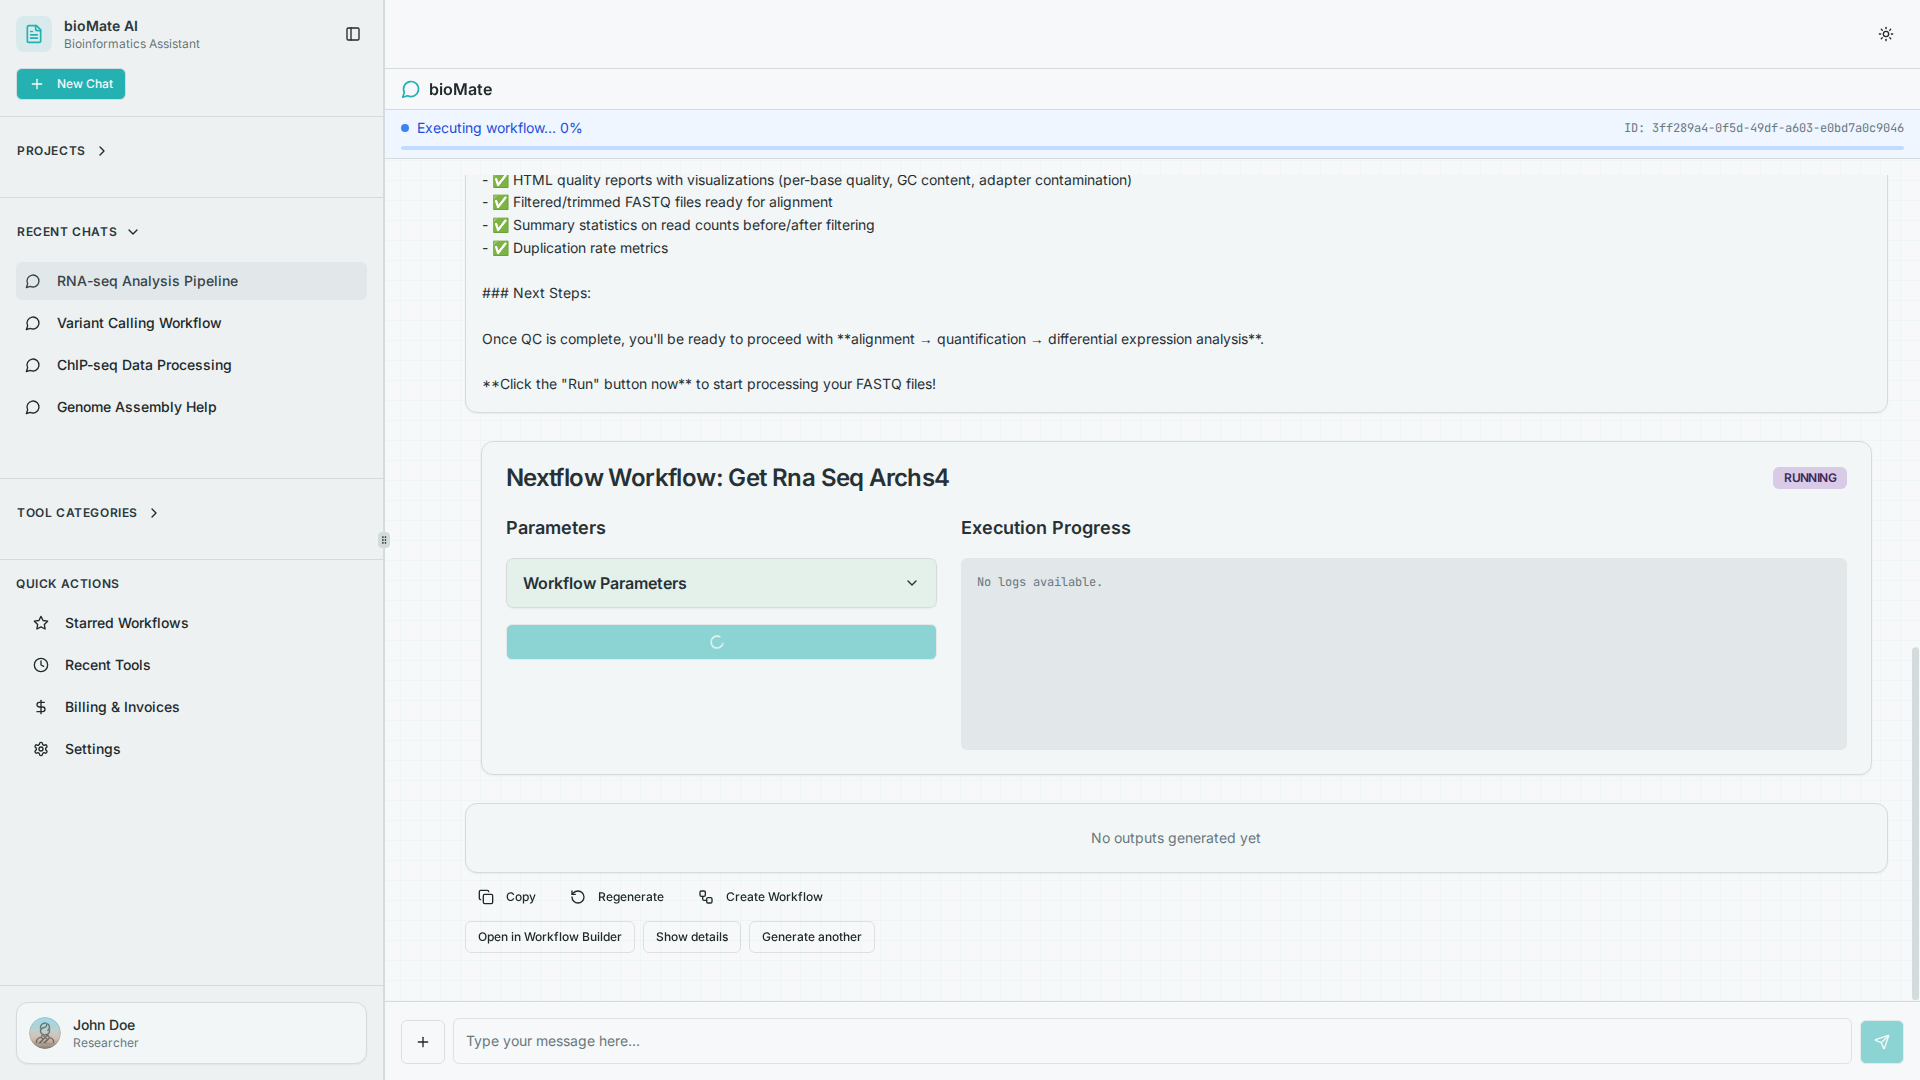 bioMate AI
Bioinformatics Assistant
New Chat
PROJECTS
RECENT CHATS
RNA-seq Analysis Pipeline
Variant Calling Workflow
ChIP-seq Data Processing
Genome Assembly Help
TOOL CATEGORIES
QUICK ACTIONS
Starred Workflows
Recent Tools
Billing & Invoices
Settings
John Doe
Researcher
bioMate
Executing workflow... 0%
ID: 3ff289a4-0f5d-49df-a603-e0bd7a0c9046
- ✅ HTML quality reports with visualizations (per-base quality, GC content, adapter contamination)
- ✅ Filtered/trimmed FASTQ files ready for alignment
- ✅ Summary statistics on read counts before/after filtering
- ✅ Duplication rate metrics
### Next Steps:
Once QC is complete, you'll be ready to proceed with **alignment → quantification → differential expression analysis**.
**Click the "Run" button now** to start processing your FASTQ files!
Nextflow Workflow: Get Rna Seq Archs4
RUNNING
Parameters
Workflow Parameters
Execution Progress
No logs available.
No outputs generated yet
Copy
Regenerate
Create Workflow
Open in Workflow Builder
Show details
Generate another
Type your message here...